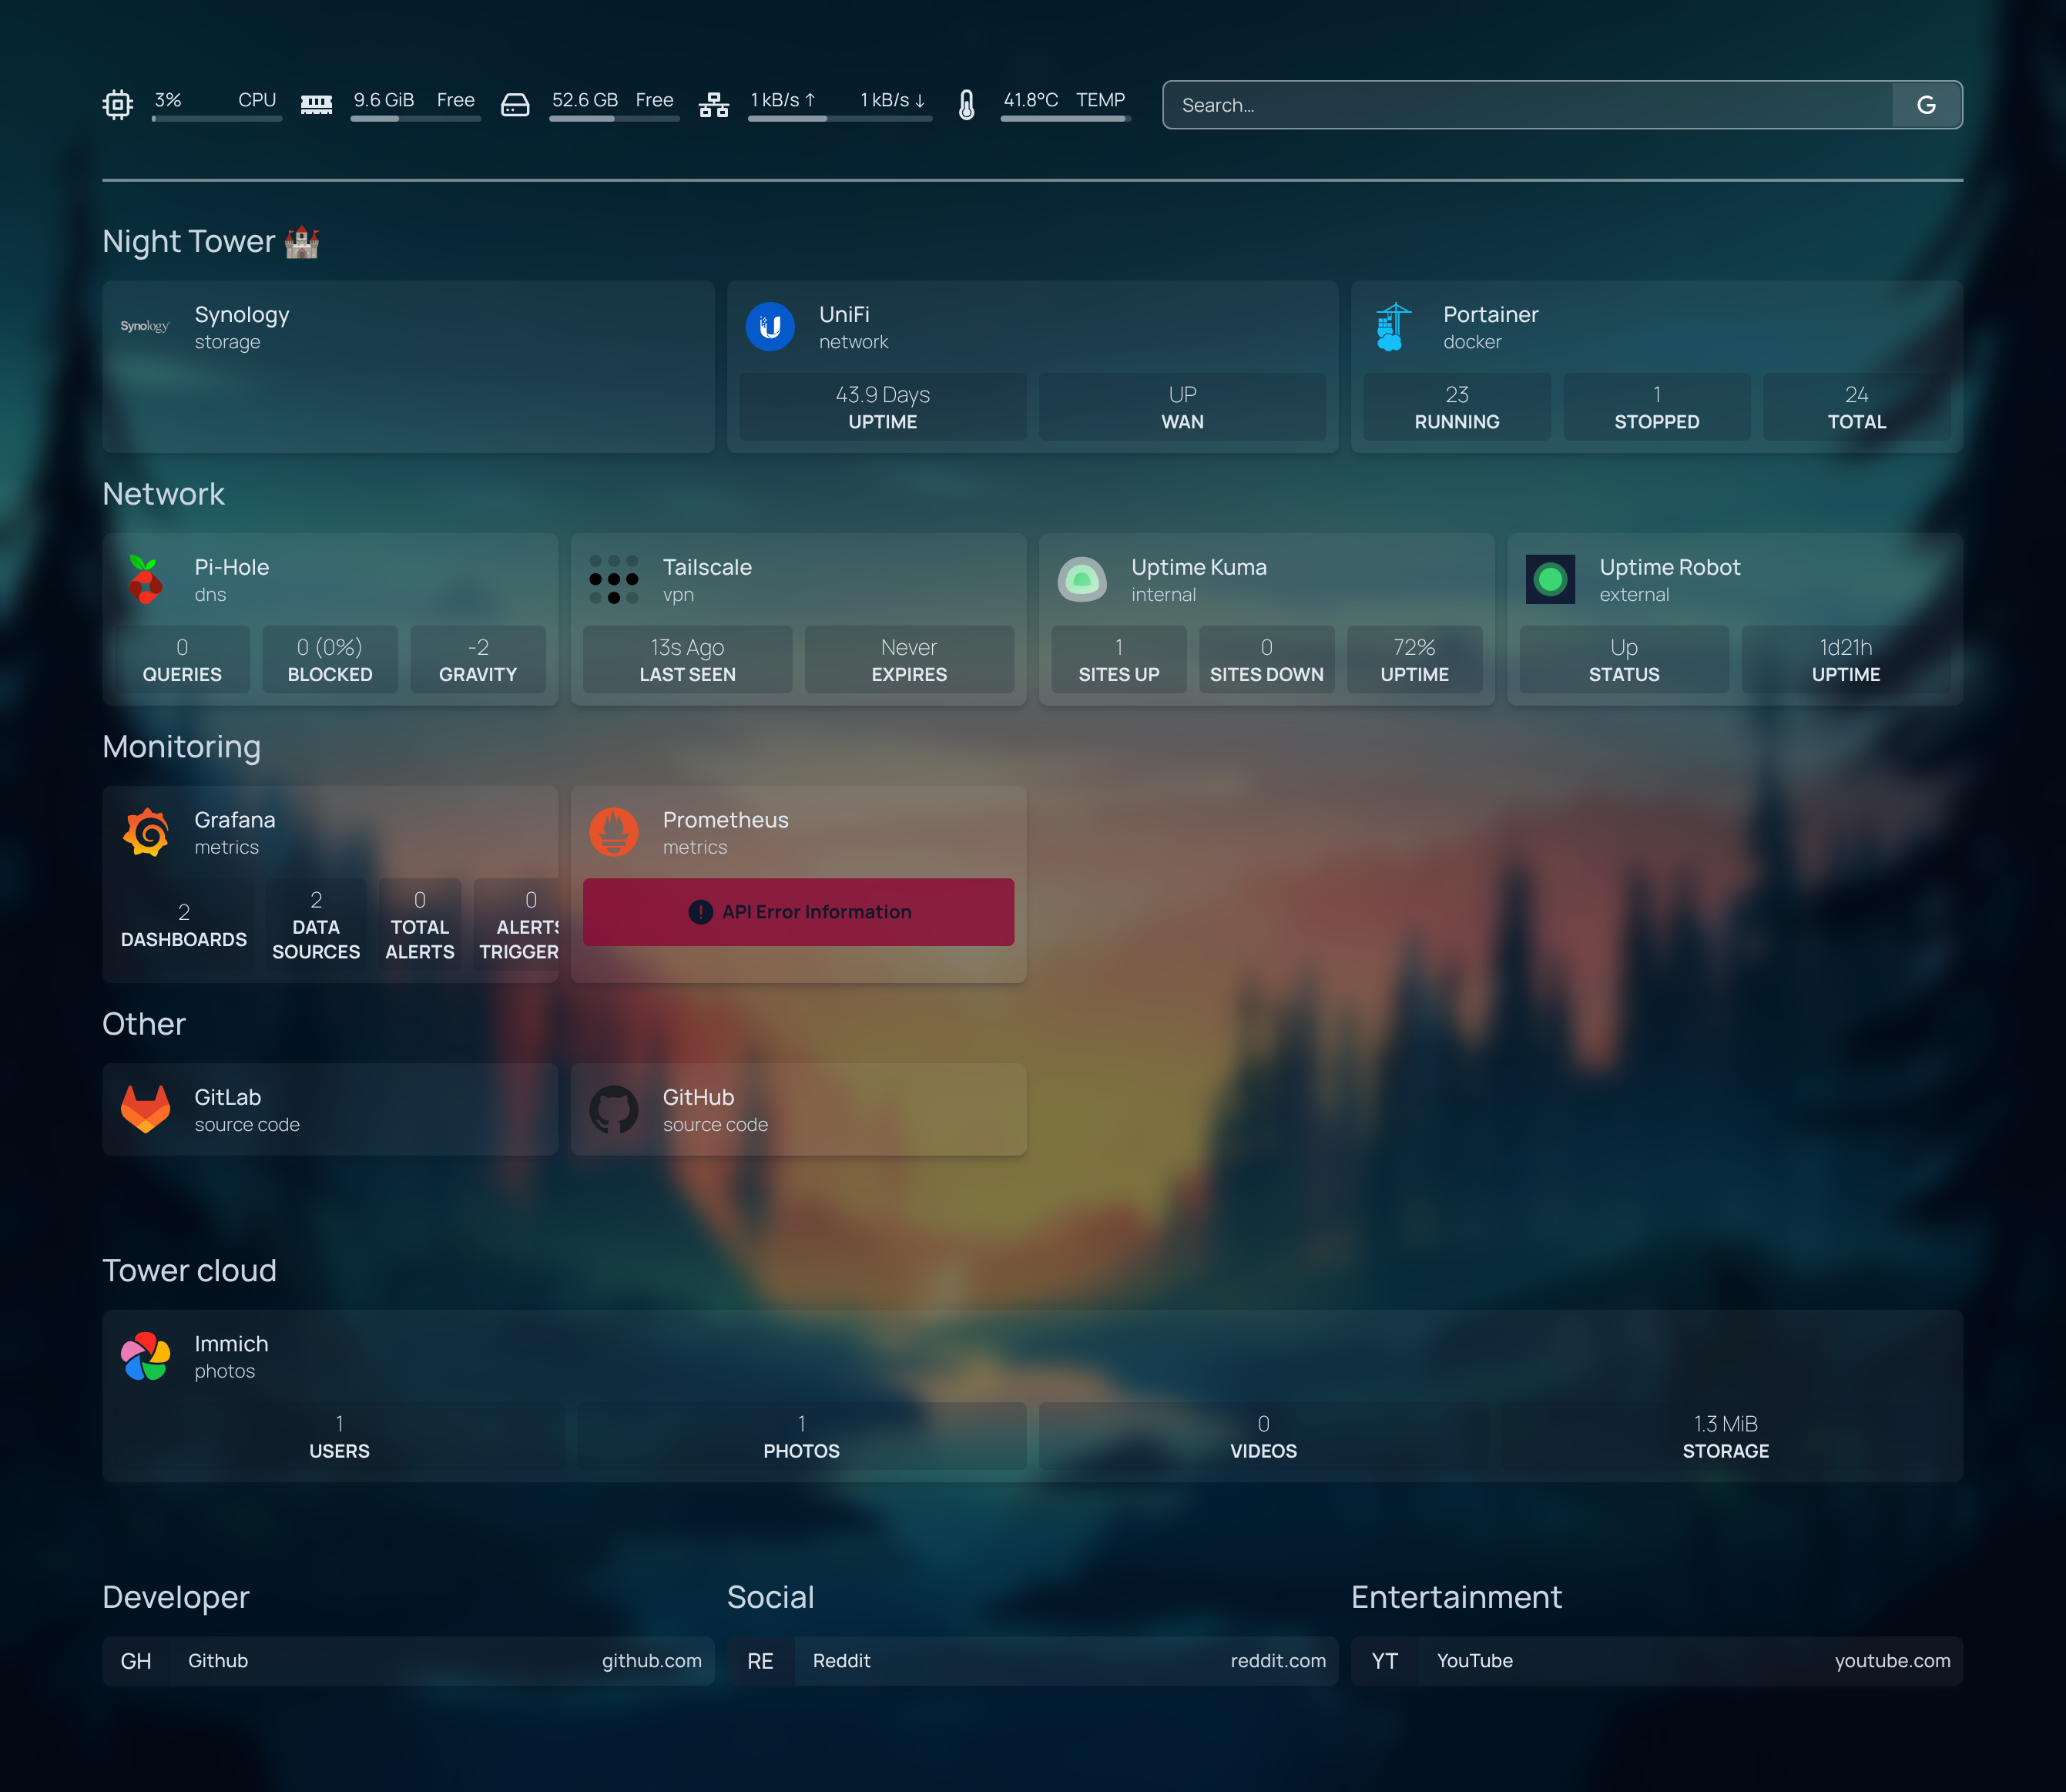 3% CPU 9.6 GiB Free 52.6 GB Free 1 kB/s ↑ 1 kB/s ↓ 41.8°C TEMP Search... G
Night Tower 🏰
Synology
Synology
storage
UniFi
network
43.9 Days UP
UPTIME WAN
Portainer
docker
23 1 24
RUNNING STOPPED TOTAL
Network
Pi-Hole
dns
0 0 (0%) -2
QUERIES BLOCKED GRAVITY
Tailscale
vpn
13s Ago Never
LAST SEEN EXPIRES
Uptime Kuma
internal
1 0 72%
SITES UP SITES DOWN UPTIME
Uptime Robot
external
Up 1d21h
STATUS UPTIME
Monitoring
Grafana
metrics
2
DASHBOARDS
2
DATA
SOURCES
0
TOTAL
ALERTS
0
ALERTS
TRIGGER
Prometheus
metrics
! API Error Information
Other
GitLab
source code
GitHub
source code
Tower cloud
Immich
photos
1 1 0 1.3 MiB
USERS PHOTOS VIDEOS STORAGE
Developer
GH Github github.com
Social
RE Reddit reddit.com
Entertainment
YT YouTube youtube.com